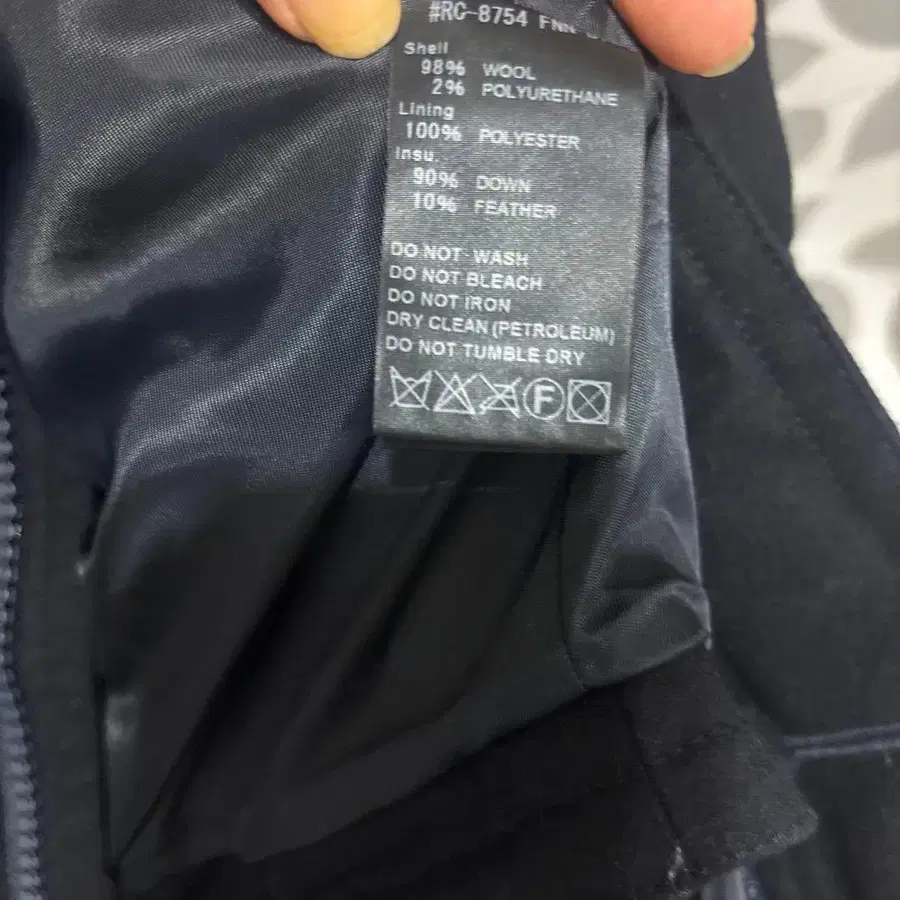 #RC-8754
Shell
98% WOOL
2% POLYURETHANE
Lining
100% POLYESTER
Insu.
90% DOWN
10% FEATHER
DO NOT WASH
DO NOT BLEACH
DO NOT IRON
DRY CLEAN (PETROLEUM)
DO NOT TUMBLE DRY
F